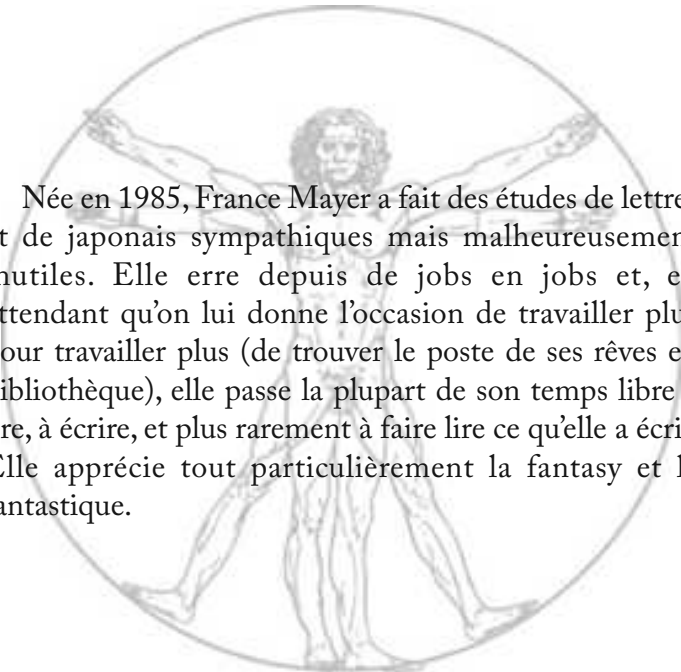 Née en 1985, France Mayer a fait des études de lettre
t de japonais sympathiques mais malheureusemen
nutiles. Elle erre depuis de jobs en jobs et, e
ttendant qu'on lui donne l'occasion de travailler plu
our travailler plus (de trouver le poste de ses rêves e
ibliothèque), elle passe la plupart de son temps libre
re, à écrire, et plus rarement à faire lire ce qu'elle a écri
Elle apprécie tout particulièrement la fantasy et l
antastique.